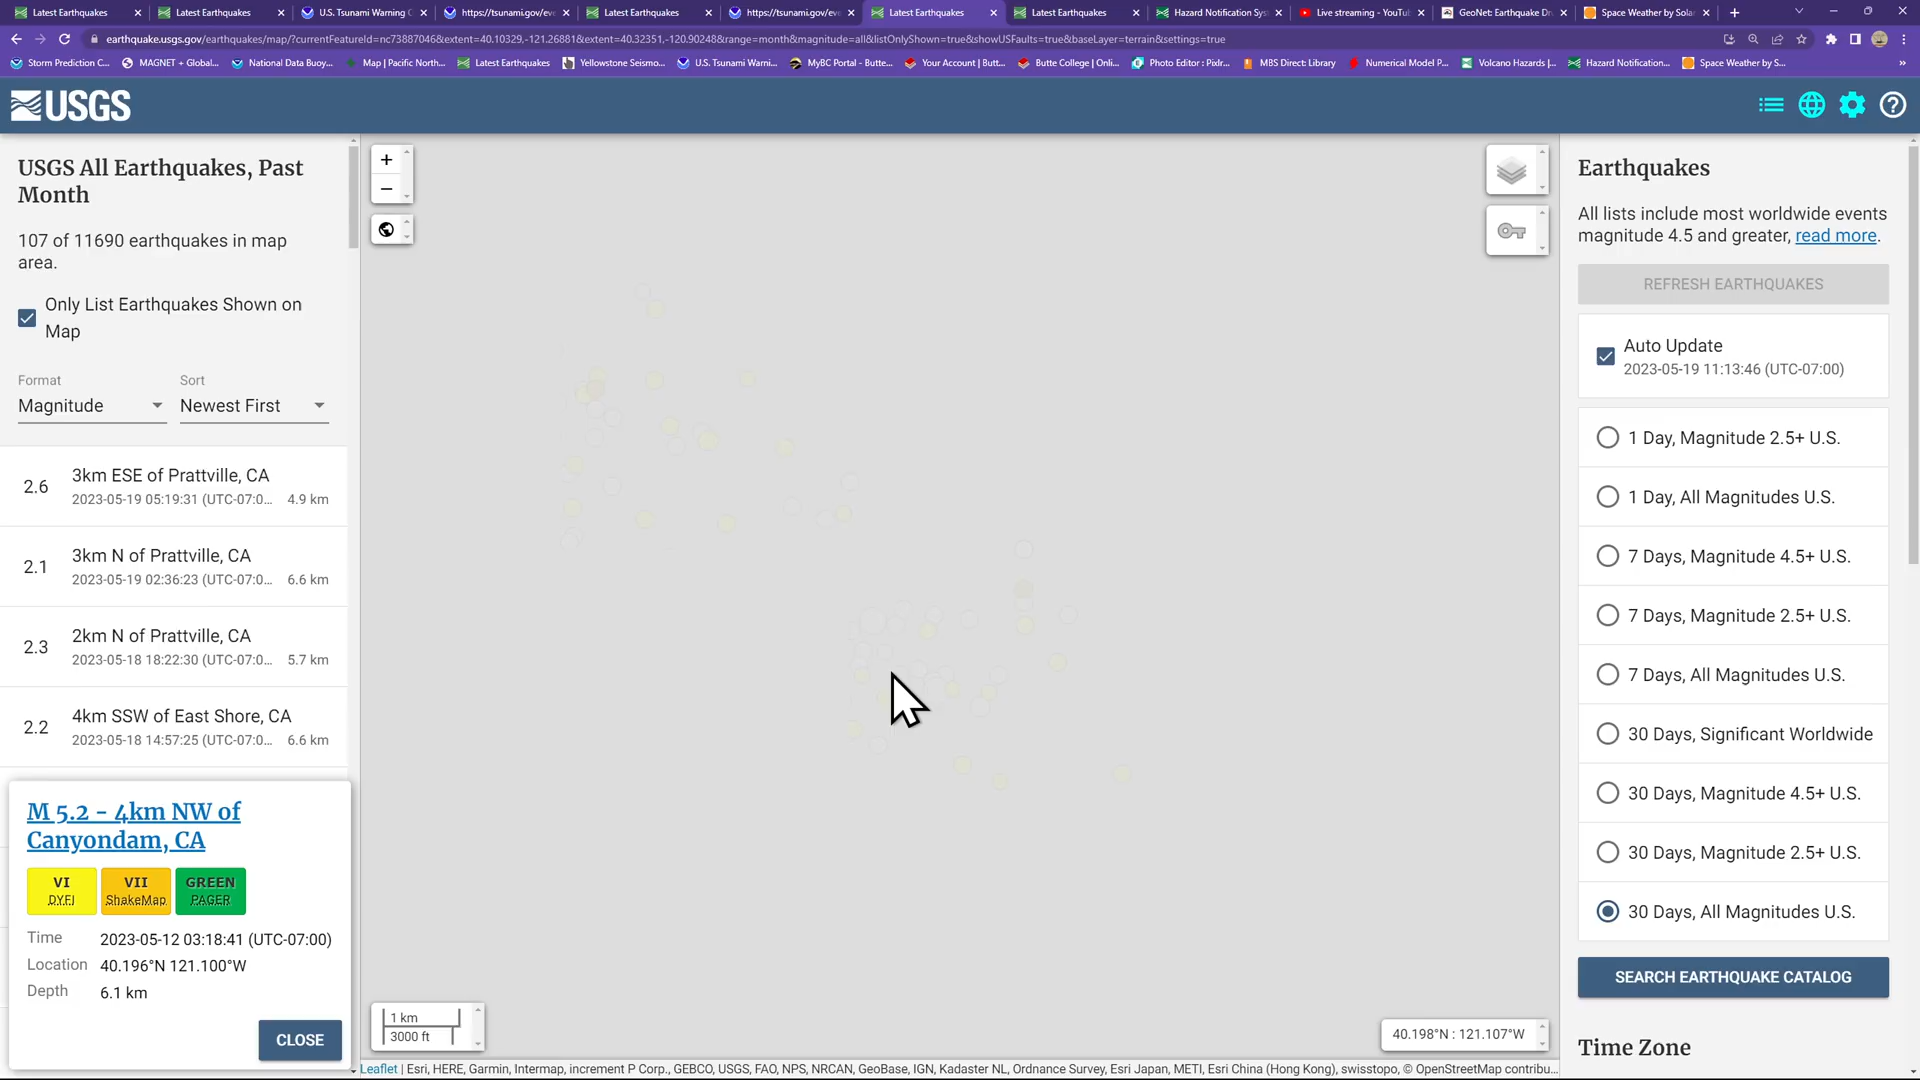 Latest Earthquakes
Latest Earthquakes
U.S. Tsunami Warning C
https://tsunami.gov/eve
Latest Earthquakes
https://tsunami.gov/eve
Latest Earthquakes
Latest Earthquakes
Hazard Notification Sys
Live streaming - YouTub
GeoNet: Earthquake Dr
Space Weather by Sola
earthquake.usgs.gov/earthquakes/map/?currentFeatureId=nc73887046&extent=40.10329,-121.26881&extent=40.32351,-120.90248&range=month&magnitude=all&listOnlyShown=true&showUSFaults=true&baseLayer=terrain&settings=true
Storm Prediction C...
MAGNET + Global...
National Data Buoy...
Map | Pacific North...
Latest Earthquakes
Yellowstone Seismo...
U.S. Tsunami Warni...
MyBC Portal - Butte...
Your Account | Butt...
Butte College | Onli...
Photo Editor : Pixlr...
MBS Direct: Library
Numerical Model P...
Volcano Hazards |...
Hazard Notification...
Space Weather by S...
USGS
USGS All Earthquakes, Past
Month
107 of 11690 earthquakes in map
area.
Only List Earthquakes Shown on
Map
Format
Sort
Magnitude
Newest First
2.6
3km ESE of Prattville, CA
2023-05-19 05:19:31 (UTC-07:0...
4.9 km
2.1
3km N of Prattville, CA
2023-05-19 02:36:23 (UTC-07:0...
6.6 km
2.3
2km N of Prattville, CA
2023-05-18 18:22:30 (UTC-07:0...
5.7 km
2.2
4km SSW of East Shore, CA
2023-05-18 14:57:25 (UTC-07:0...
6.6 km
M 5.2 - 4km NW of
Canyondam, CA
VI
DYFI
VII
ShakeMap
GREEN
PAGER
Time 2023-05-12 03:18:41 (UTC-07:00)
Location 40.196°N 121.100°W
Depth 6.1 km
CLOSE
+
−
1 km
3000 ft
40.198°N : 121.107°W
Leaflet | Esri, HERE, Garmin, Intermap, increment P Corp., GEBCO, USGS, FAO, NPS, NRCAN, GeoBase, IGN, Kadaster NL, Ordnance Survey, Esri Japan, METI, Esri China (Hong Kong), swisstopo, © OpenStreetMap contribu...
Earthquakes
All lists include most worldwide events
magnitude 4.5 and greater, read more.
REFRESH EARTHQUAKES
Auto Update
2023-05-19 11:13:46 (UTC-07:00)
1 Day, Magnitude 2.5+ U.S.
1 Day, All Magnitudes U.S.
7 Days, Magnitude 4.5+ U.S.
7 Days, Magnitude 2.5+ U.S.
7 Days, All Magnitudes U.S.
30 Days, Significant Worldwide
30 Days, Magnitude 4.5+ U.S.
30 Days, Magnitude 2.5+ U.S.
30 Days, All Magnitudes U.S.
SEARCH EARTHQUAKE CATALOG
Time Zone